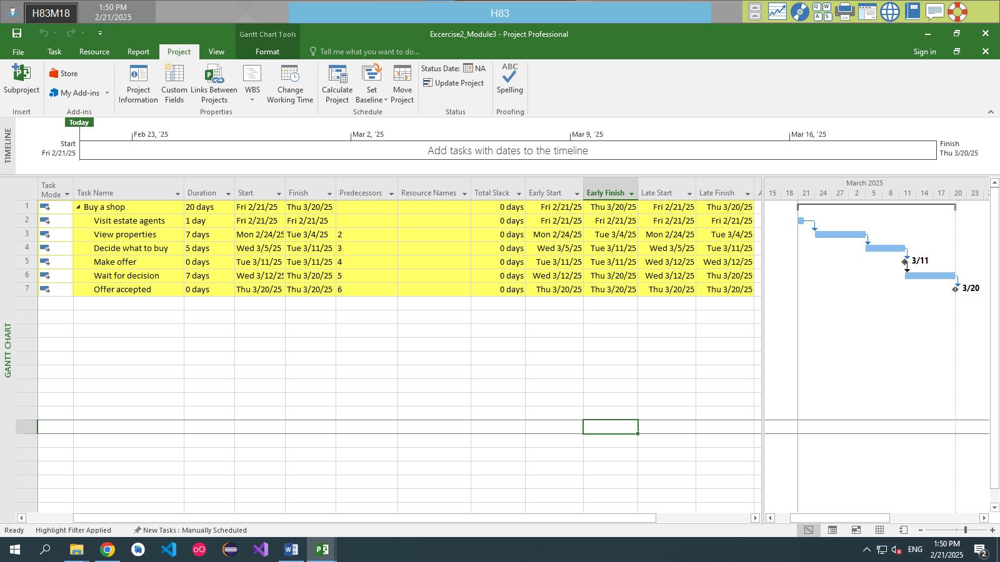 H83M18
1:50 PM
2/21/2025
H83
Q W
A S
Gantt Chart Tools
Excercise2_Module3 - Project Professional
File Task Resource Report Project View Format Tell me what you want to do... Sign in
Subproject
Insert
Store
My Add-ins
Add-ins
Project Information
Custom Fields
Links Between Projects
WBS
Change Working Time
Properties
Calculate Project
Set Baseline
Move Project
Schedule
Status Date: NA
Update Project
Status
ABC
Spelling
Proofing
TIMELINE
Today
Feb 23, '25 Mar 2, '25 Mar 9, '25 Mar 16, '25
Start
Fri 2/21/25
Add tasks with dates to the timeline
Finish
Thu 3/20/25
GANTT CHART
Task Mode Task Name Duration Start Finish Predecessors Resource Names Total Slack Early Start Early Finish Late Start Late Finish
1 Buy a shop 20 days Fri 2/21/25 Thu 3/20/25 0 days Fri 2/21/25 Thu 3/20/25 Fri 2/21/25 Thu 3/20/25
2 Visit estate agents 1 day Fri 2/21/25 Fri 2/21/25 0 days Fri 2/21/25 Fri 2/21/25 Fri 2/21/25 Fri 2/21/25
3 View properties 7 days Mon 2/24/25 Tue 3/4/25 2 0 days Mon 2/24/25 Tue 3/4/25 Mon 2/24/25 Tue 3/4/25
4 Decide what to buy 5 days Wed 3/5/25 Tue 3/11/25 3 0 days Wed 3/5/25 Tue 3/11/25 Wed 3/5/25 Tue 3/11/25
5 Make offer 0 days Tue 3/11/25 Tue 3/11/25 4 0 days Tue 3/11/25 Tue 3/11/25 Wed 3/12/25 Wed 3/12/25
6 Wait for decision 7 days Wed 3/12/25 Thu 3/20/25 5 0 days Wed 3/12/25 Thu 3/20/25 Wed 3/12/25 Thu 3/20/25
7 Offer accepted 0 days Thu 3/20/25 Thu 3/20/25 6 0 days Thu 3/20/25 Thu 3/20/25 Thu 3/20/25 Thu 3/20/25
March 2025
15 18 21 24 27 2 5 8 11 14 17 20 23
3/11
3/20
Ready Highlight Filter Applied New Tasks : Manually Scheduled
ENG
1:50 PM
2/21/2025
2